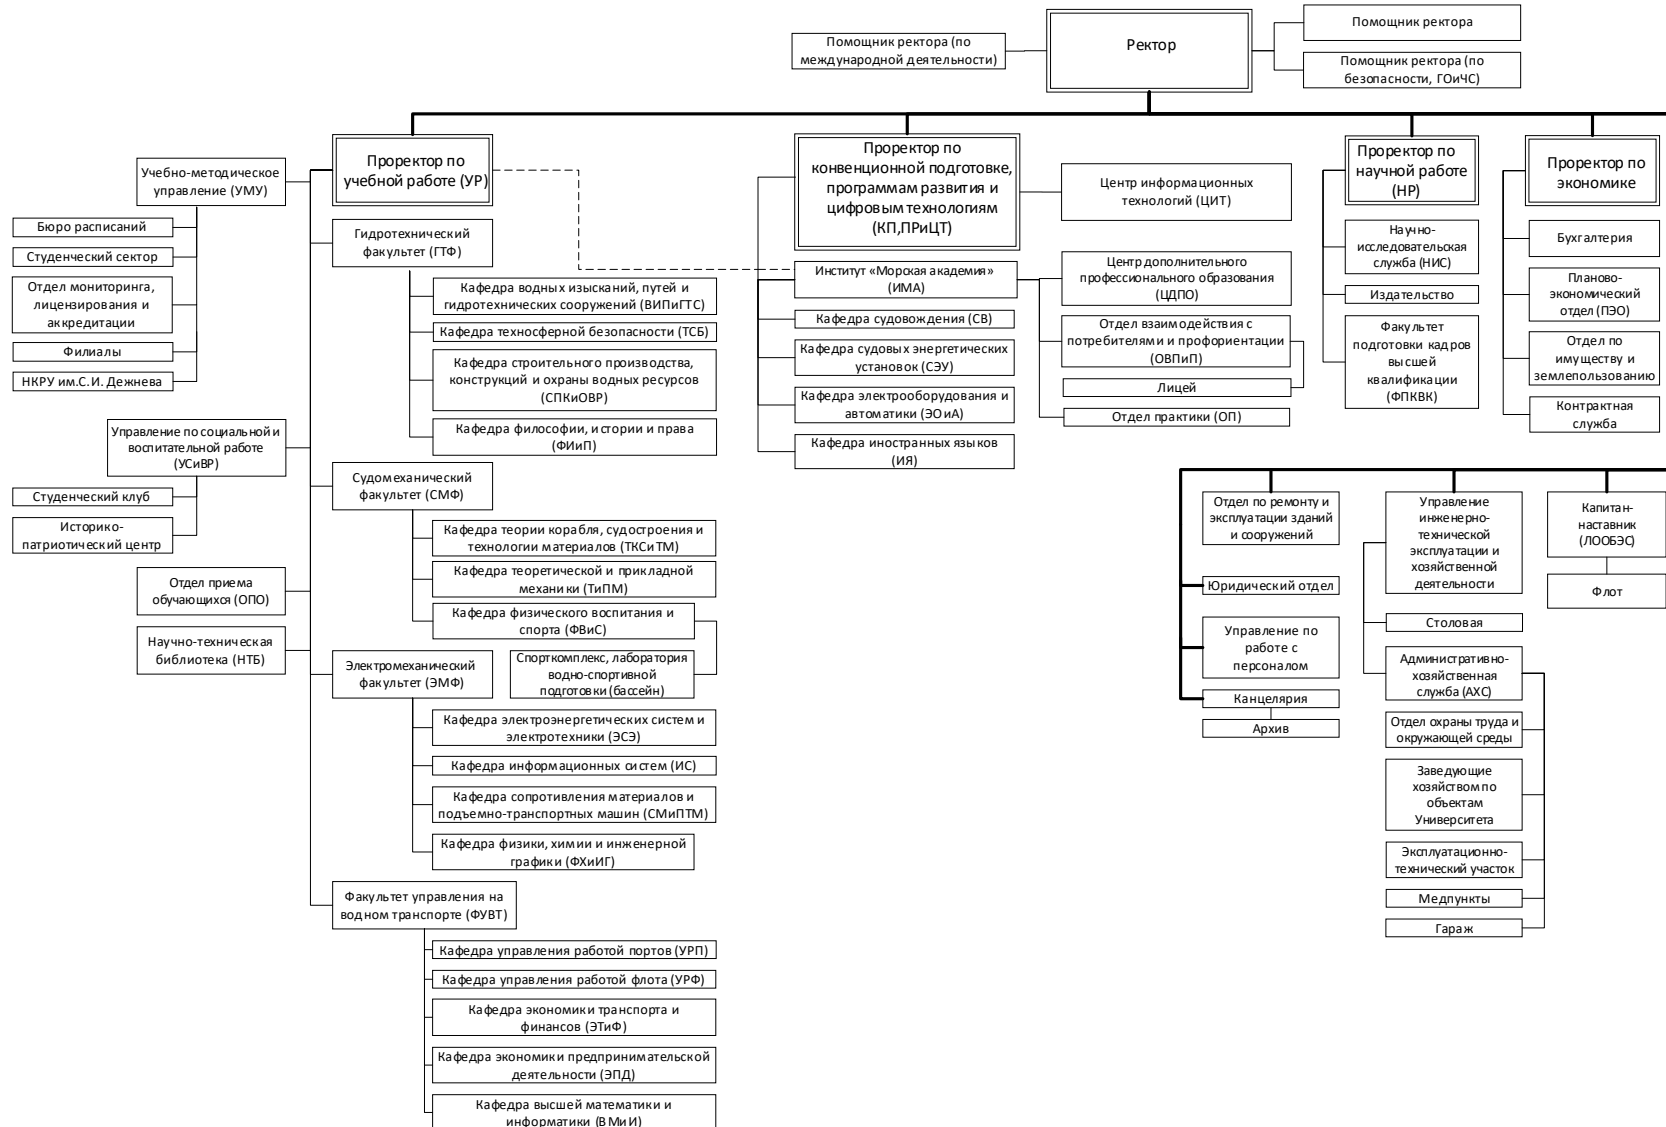 Помощник ректора (по
международной деятельности)
Ректор
Помощник ректора
Помощник ректора (по
безопасности, ГОиЧС)
Проректор по
учебной работе (УР)
Учебно-методическое
управление (УМУ)
Бюро расписаний
Студенческий сектор
Отдел мониторинга,
лицензирования и
аккредитации
Филиалы
НКРУ им.С.И. Дежнева
Управление по социальной и
воспитательной работе
(УСиВР)
Студенческий клуб
Историко-
патриотический центр
Отдел приема
обучающихся (ОПО)
Научно-техническая
библиотека (НТБ)
Гидротехнический
факультет (ГТФ)
Кафедра водных изысканий, путей и
гидротехнических сооружений (ВИПиГТС)
Кафедра техносферной безопасности (ТСБ)
Кафедра строительного производства,
конструкций и охраны водных ресурсов
(СПКиОВР)
Кафедра философии, истории и права
(ФИиП)
Судомеханический
факультет (СМФ)
Кафедра теории корабля, судостроения и
технологии материалов (ТКСиТМ)
Кафедра теоретической и прикладной
механики (ТиПМ)
Кафедра физического воспитания и
спорта (ФВиС)
Спорткомплекс, лаборатория
водно-спортивной
подготовки (бассейн)
Электромеханический
факультет (ЭМФ)
Кафедра электроэнергетических систем и
электротехники (ЭСЭ)
Кафедра информационных систем (ИС)
Кафедра сопротивления материалов и
подъемно-транспортных машин (СМиПТМ)
Кафедра физики, химии и инженерной
графики (ФХиИГ)
Факультет управления на
водном транспорте (ФУВТ)
Кафедра управления работой портов (УРП)
Кафедра управления работой флота (УРФ)
Кафедра экономики транспорта и
финансов (ЭТиФ)
Кафедра экономики предпринимательской
деятельности (ЭПД)
Кафедра высшей математики и
информатики (ВМиИ)
Проректор по
конвенционной подготовке,
программам развития и
цифровым технологиям
(КП,ПРиЦТ)
Центр информационных
технологий (ЦИТ)
Институт «Морская академия»
(ИМА)
Кафедра судовождения (СВ)
Кафедра судовых энергетических
установок (СЭУ)
Кафедра электрооборудования и
автоматики (ЭОиА)
Кафедра иностранных языков
(ИЯ)
Центр дополнительного
профессионального образования
(ЦДПО)
Отдел взаимодействия с
потребителями и профориентации
(ОВПиП)
Лицей
Отдел практики (ОП)
Проректор по
научной работе
(НР)
Научно-
исследовательская
служба (НИС)
Издательство
Факультет
подготовки кадров
высшей
квалификации
(ФПКВК)
Проректор по
экономике
Бухгалтерия
Планово-
экономический
отдел (ПЭО)
Отдел по
имуществу и
землепользованию
Контрактная
служба
Отдел по ремонту и
эксплуатации зданий
и сооружений
Юридический отдел
Управление по
работе с
персоналом
Канцелярия
Архив
Управление
инженерно-
технической
эксплуатации и
хозяйственной
деятельности
Столовая
Административно-
хозяйственная
служба (АХС)
Отдел охраны труда и
окружающей среды
Заведующие
хозяйством по
объектам
Университета
Эксплуатационно-
технический участок
Медпункты
Гараж
Капитан-
наставник
(ЛООБЭС)
Флот